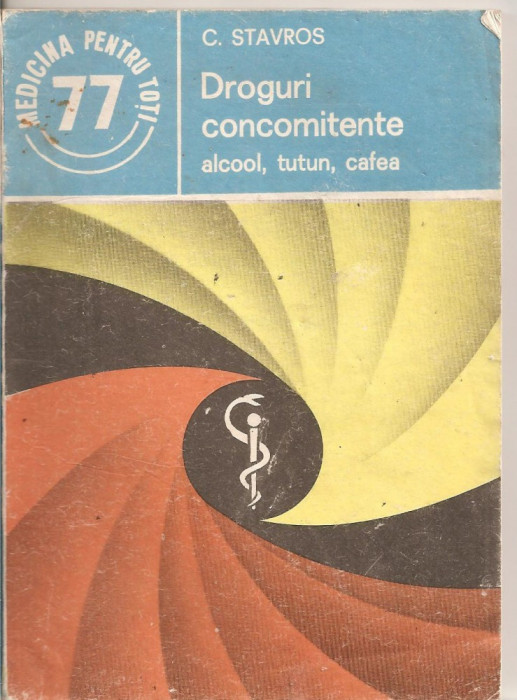 MEDICINA PENTRU TOȚI
77
C. STAVROS
Droguri
concomitente
alcool, tutun, cafea